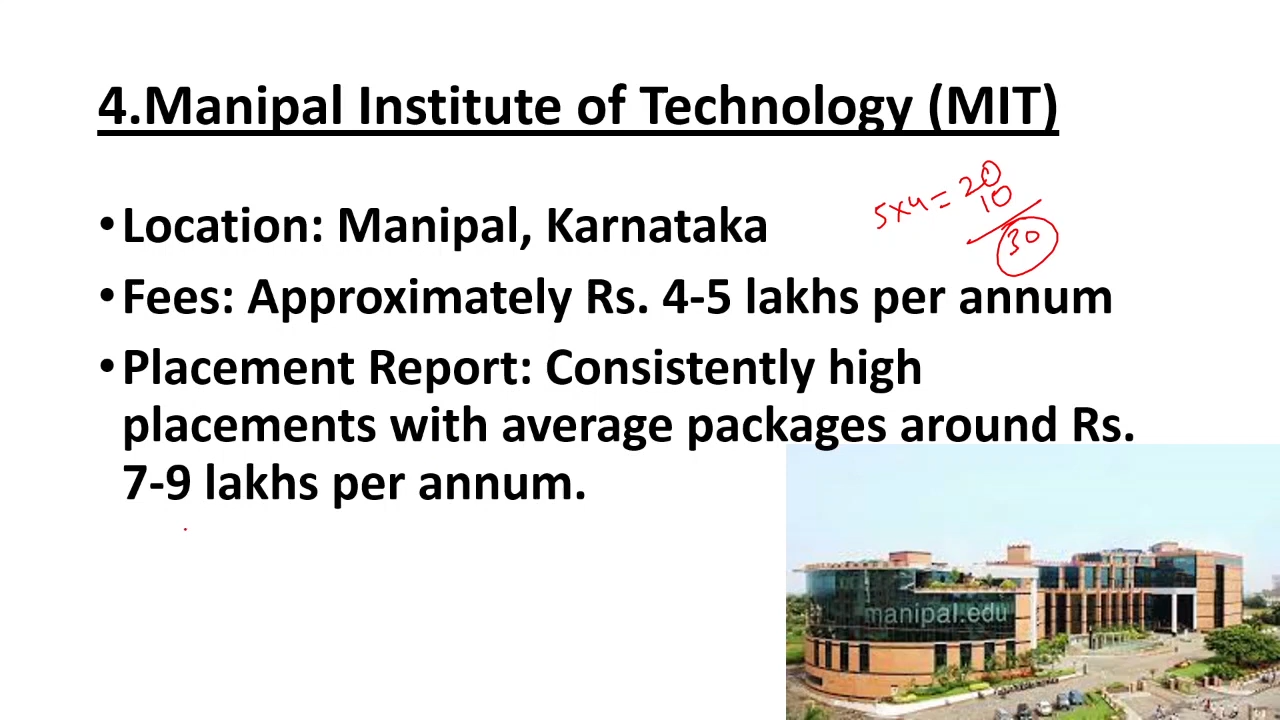 4.Manipal Institute of Technology (MIT)
•Location: Manipal, Karnataka
5x4=20
10
30
•Fees: Approximately Rs. 4-5 lakhs per annum
•Placement Report: Consistently high
placements with average packages around Rs.
7-9 lakhs per annum.
manipal.edu